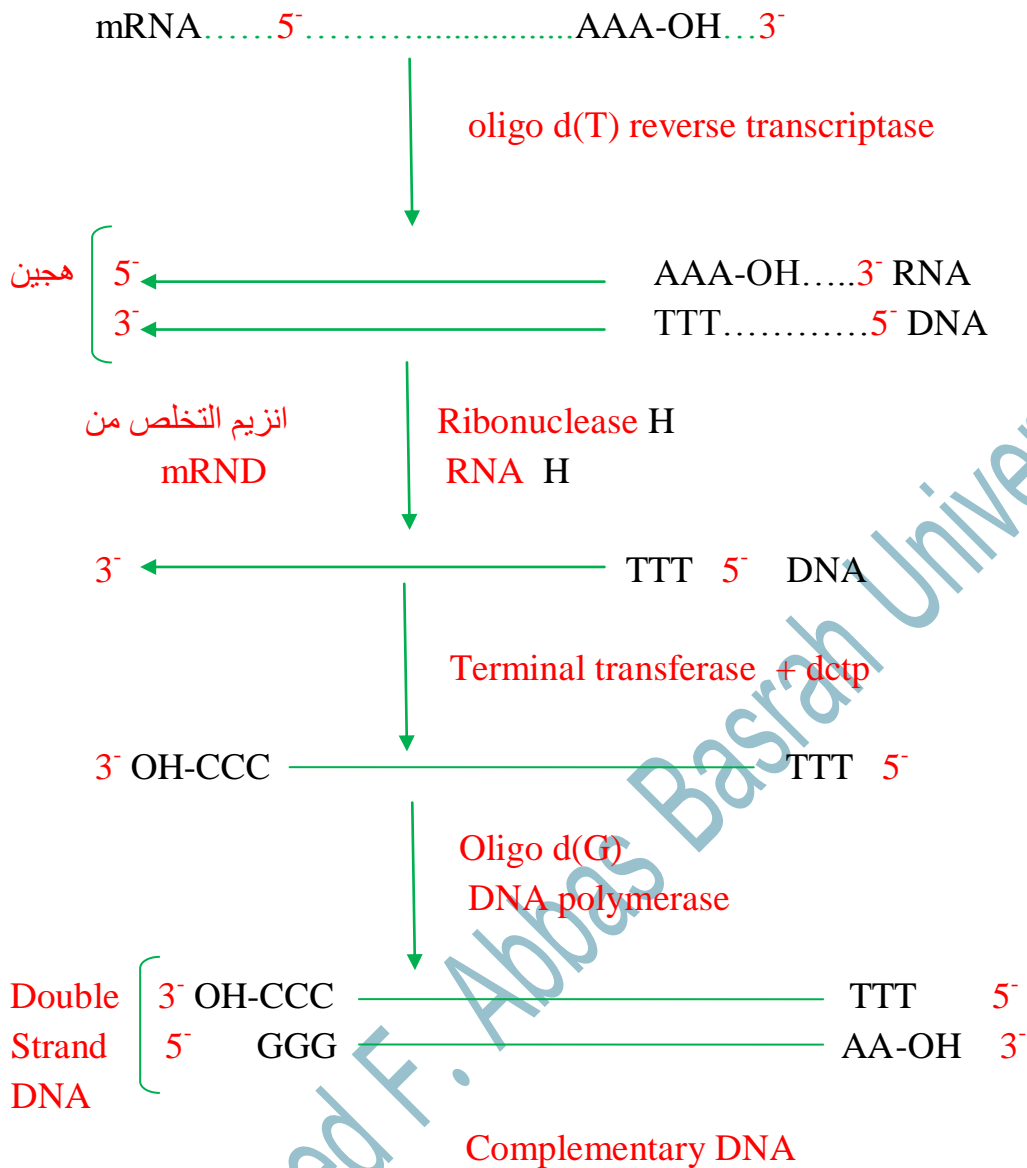 mRNA......5-.........................AAA-OH...3-
oligo d(T) reverse transcriptase
هجين 5- AAA-OH.....3- RNA
3- TTT............5- DNA
انزيم التخلص من Ribonuclease H
mRND RNA H
3- TTT 5- DNA
Terminal transferase + dctp
3- OH-CCC TTT 5-
Oligo d(G)
DNA polymerase
Double 3- OH-CCC TTT 5-
Strand 5- GGG AA-OH 3-
DNA
Complementary DNA
F. Abbas Basrah